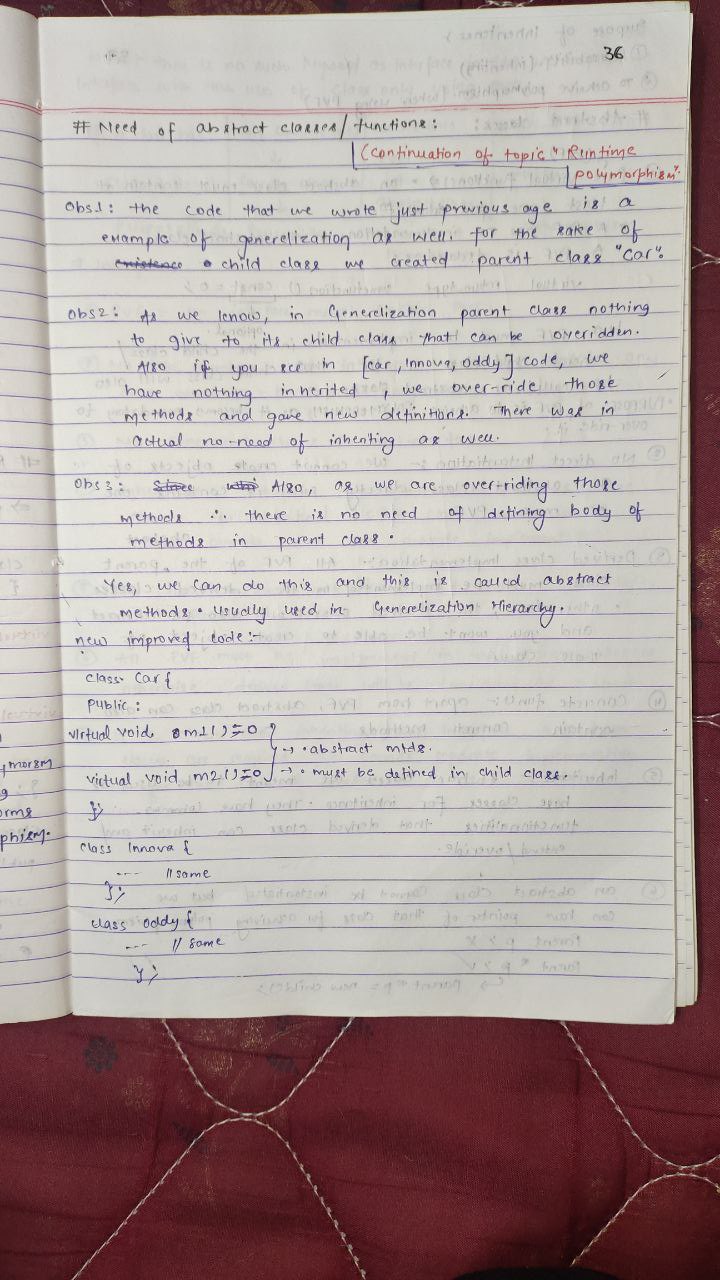 36
# Need of abstract classes/functions:
(continuation of topic "Runtime
polymorphism".
Obs1: the code that we wrote just previous age is a
example of generelization as well. for the sake of
existence child class we created parent class "Car".
Obs2: As we know, in Generelization parent class nothing
to give to its child class that can be overidden.
Also if you see in [car, Innova, oddy] code, we
have nothing inherited, we over-ride those
methods and gave new definitions. There was in
actual no-need of inheriting as well.
Obs3: Also, as we are over-riding those
methods ∴ there is no need of defining body of
methods in parent class.
Yes, we can do this and this is called abstract
methods. usually used in Generelization Hierarchy.
new improved code:-
class Car{
public:
virtual void m1()=0
→ • abstract mtds.
virtual void m2()=0
→ • must be defined in child class.
};
class Innova{
--- // same
};
class oddy{
--- // same
};
ymorsm
g
orms
phism.